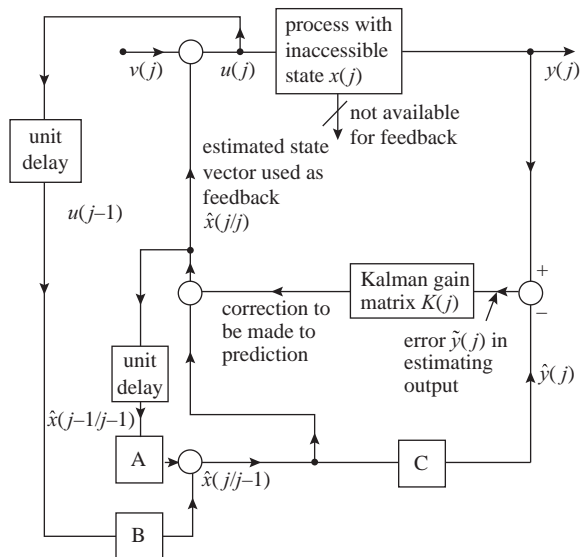 process with
inaccessible
state x(j)
v(j)
u(j)
y(j)
not available
for feedback
unit
delay
estimated state
vector used as
feedback
x̂(j/j)
u(j–1)
Kalman gain
matrix K(j)
+
–
correction to
be made to
prediction
error ỹ(j) in
estimating
output
ŷ(j)
unit
delay
x̂(j–1/j–1)
A
x̂(j/j–1)
C
B